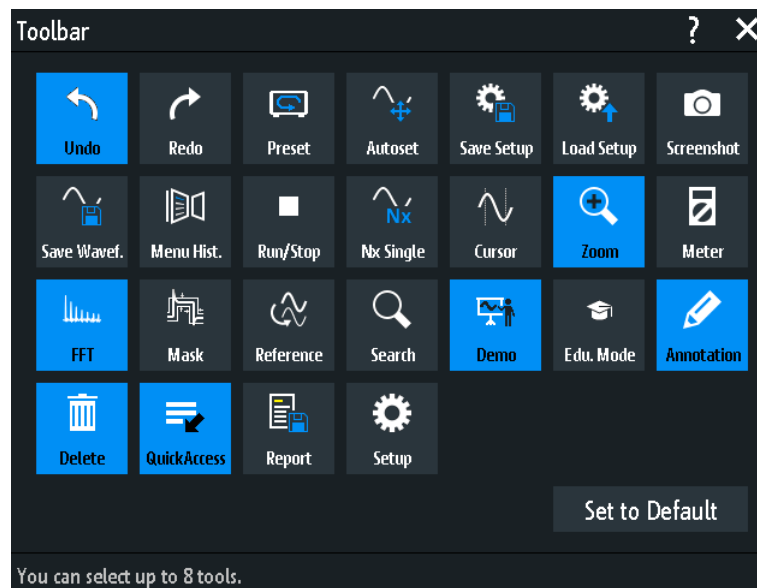 Toolbar ? X
Undo Redo Preset Autoset Save Setup Load Setup Screenshot
Nx
Save Wavef. Menu Hist. Run/Stop Nx Single Cursor Zoom Meter
FFT Mask Reference Search Demo Edu. Mode Annotation
Delete QuickAccess Report Setup
Set to Default
You can select up to 8 tools.